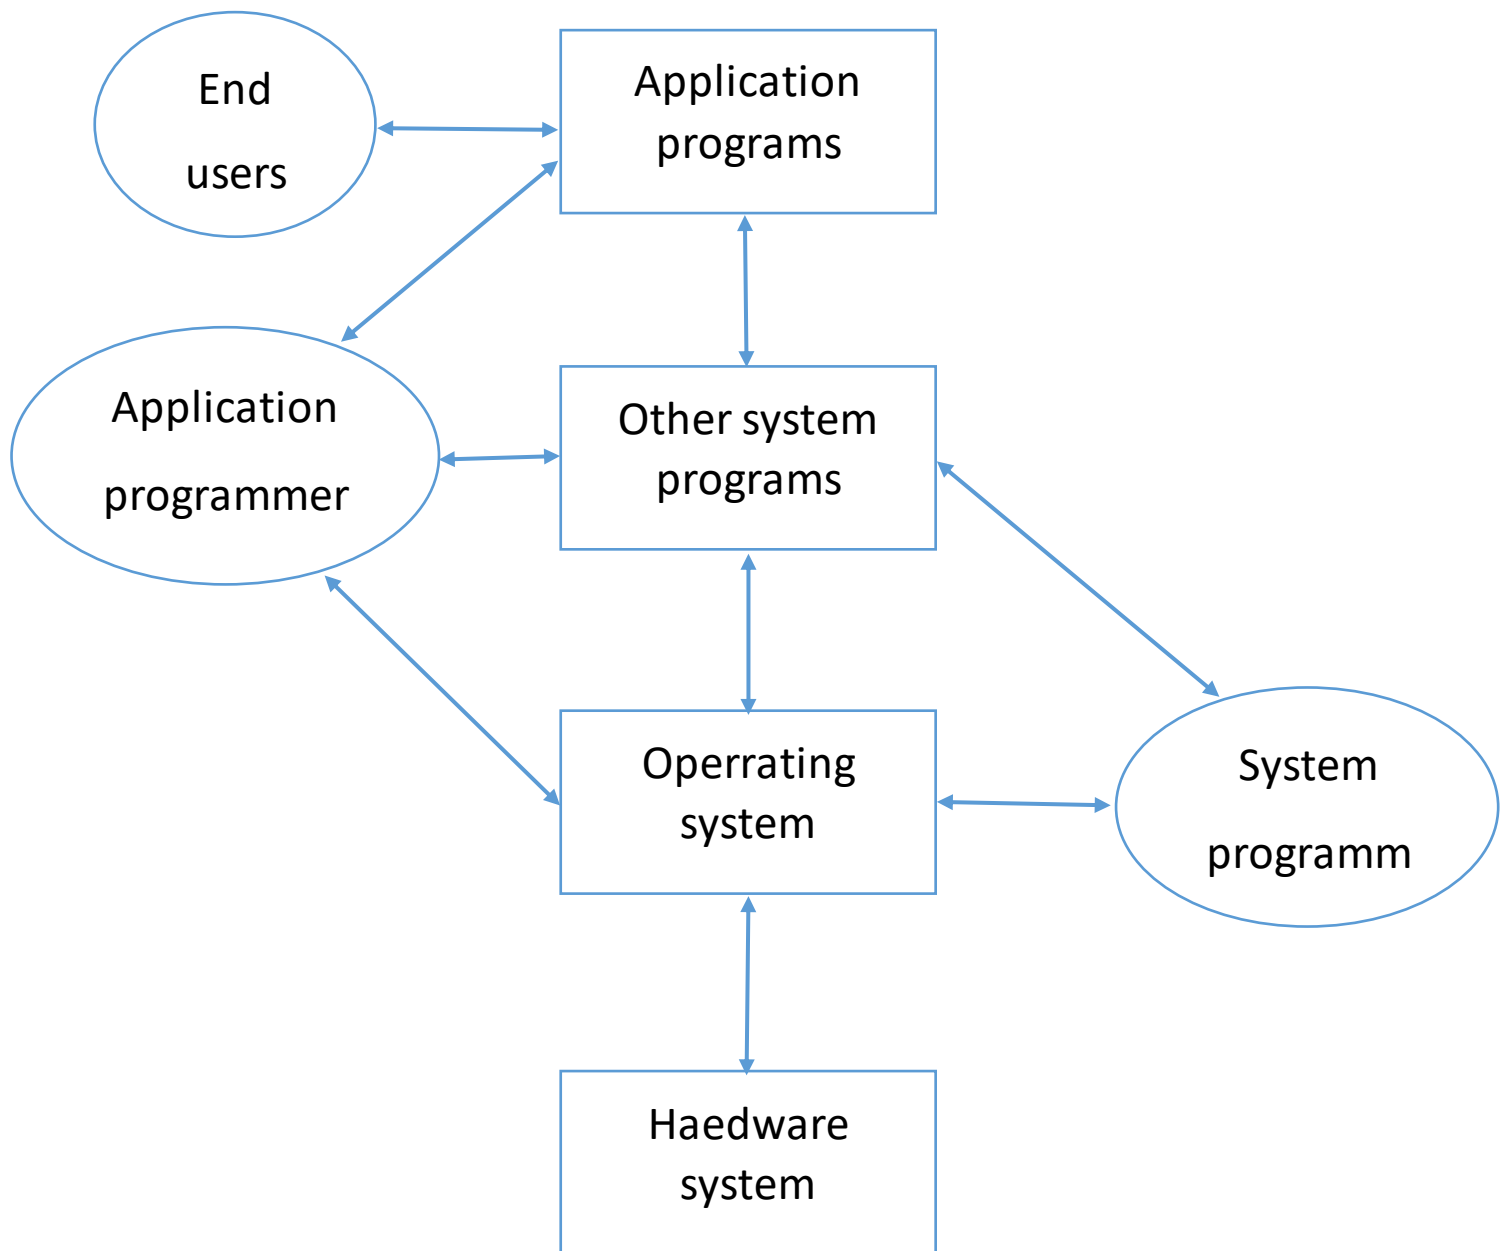 End
users
Application
programs
Application
programmer
Other system
programs
Operrating
system
System
programm
Haedware
system